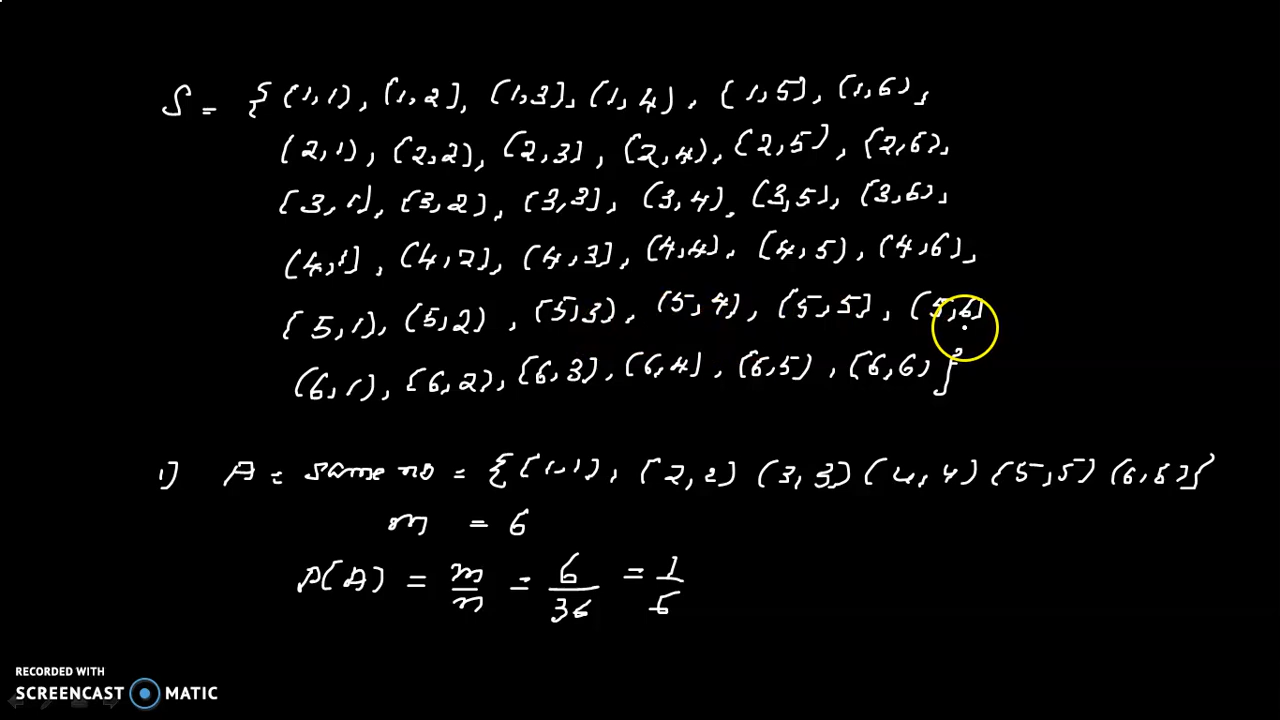 S = {(1,1), (1,2), (1,3), (1,4), (1,5), (1,6),
(2,1), (2,2), (2,3), (2,4), (2,5), (2,6),
(3,1), (3,2), (3,3), (3,4), (3,5), (3,6),
(4,1), (4,2), (4,3), (4,4), (4,5), (4,6),
(5,1), (5,2), (5,3), (5,4), (5,5), (5,6)
(6,1), (6,2), (6,3), (6,4), (6,5), (6,6)}
1) A = same no = {(1,1), (2,2) (3,3) (4,4) (5,5) (6,6)}
m = 6
P(A) = m/n = 6/36 = 1/6
RECORDED WITH
SCREENCAST MATIC